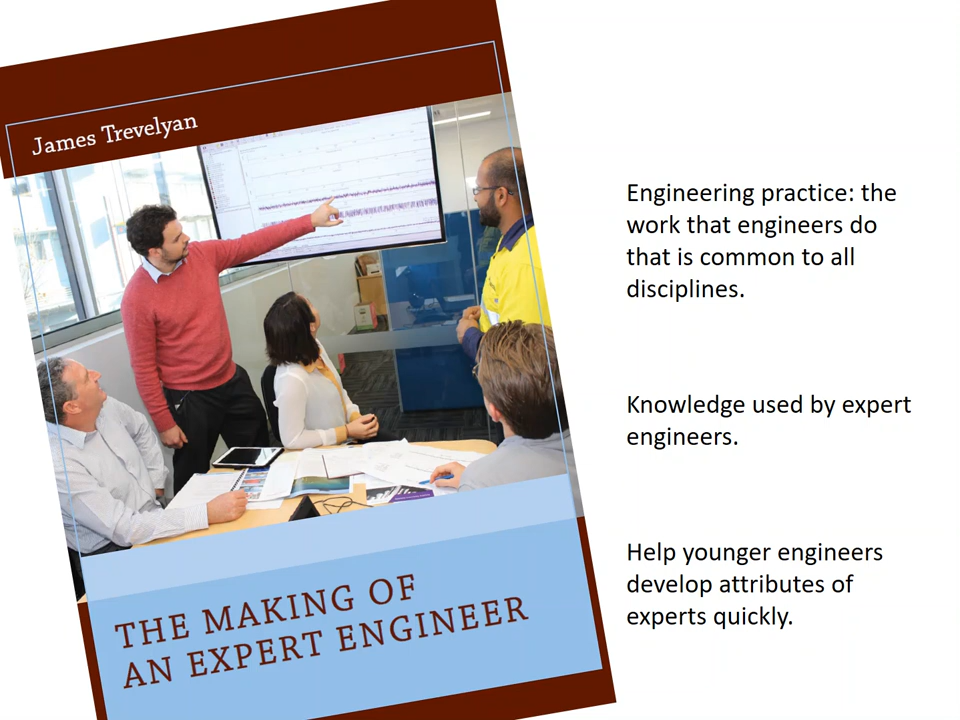 James Trevelyan
THE MAKING OF
AN EXPERT ENGINEER
Engineering practice: the
work that engineers do
that is common to all
disciplines.
Knowledge used by expert
engineers.
Help younger engineers
develop attributes of
experts quickly.